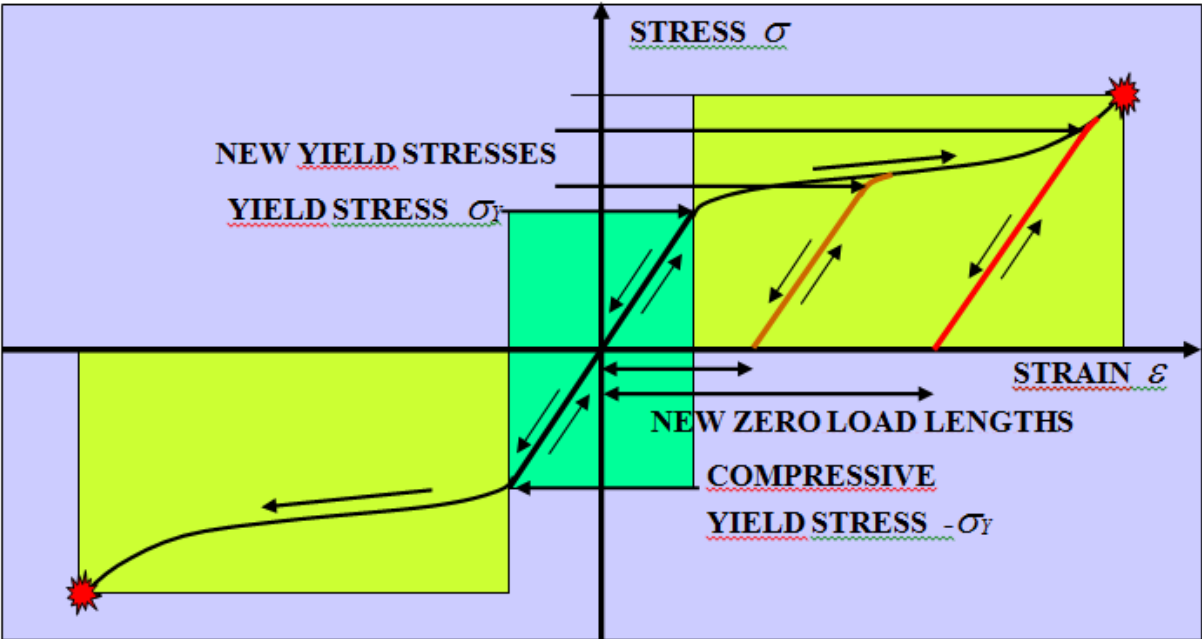 STRESS σ
NEW YIELD STRESSES
YIELD STRESS σY
STRAIN ε
NEW ZERO LOAD LENGTHS
COMPRESSIVE
YIELD STRESS -σY